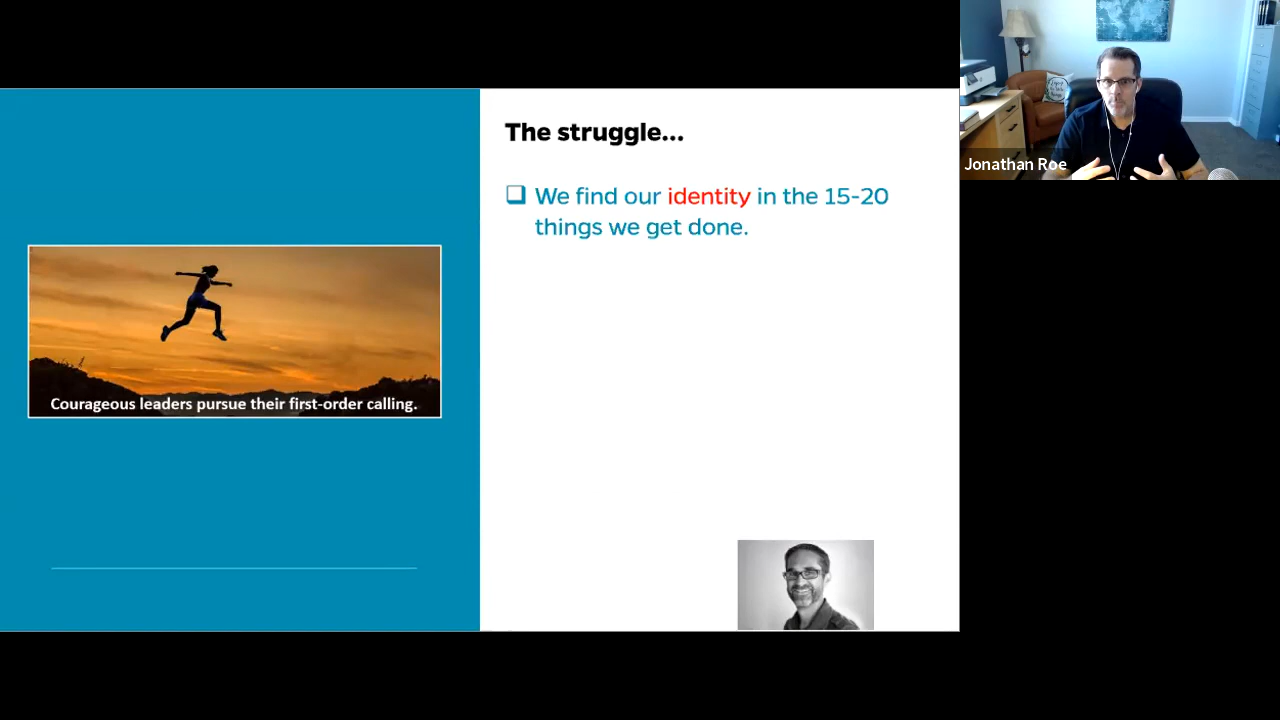 The struggle...
❑ We find our identity in the 15-20
things we get done.
Courageous leaders pursue their first-order calling.
Jonathan Roe